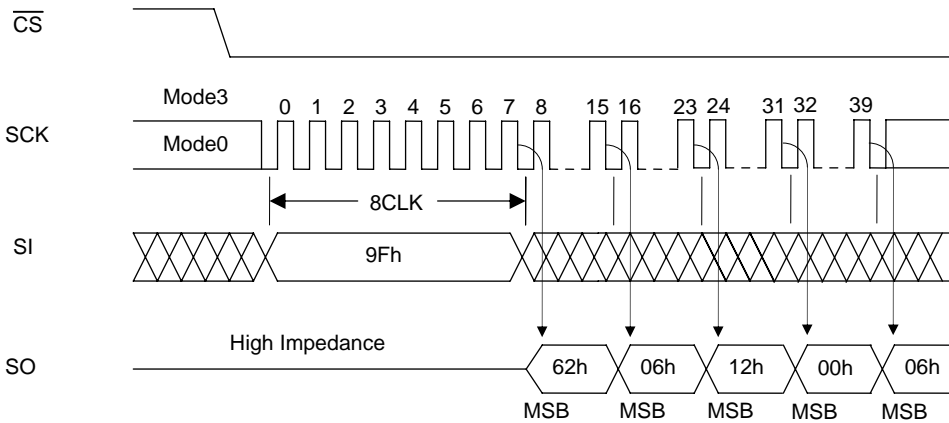 CS
Mode3
0 1 2 3 4 5 6 7 8 15 16 23 24 31 32 39
SCK
Mode0
8CLK
SI
9Fh
High Impedance
SO
62h 06h 12h 00h 06h
MSB MSB MSB MSB MSB